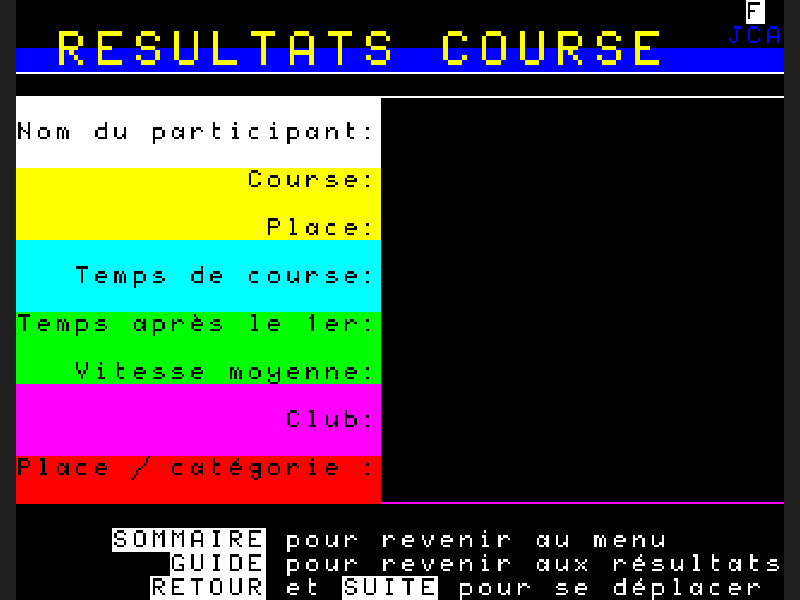 F
JCA
RESULTATS COURSE
Nom du participant:
Course:
Place:
Temps de course:
Temps après le 1er:
Vitesse moyenne:
Club:
Place / catégorie :
SOMMAIRE pour revenir au menu
GUIDE pour revenir aux résultats
RETOUR et SUITE pour se déplacer